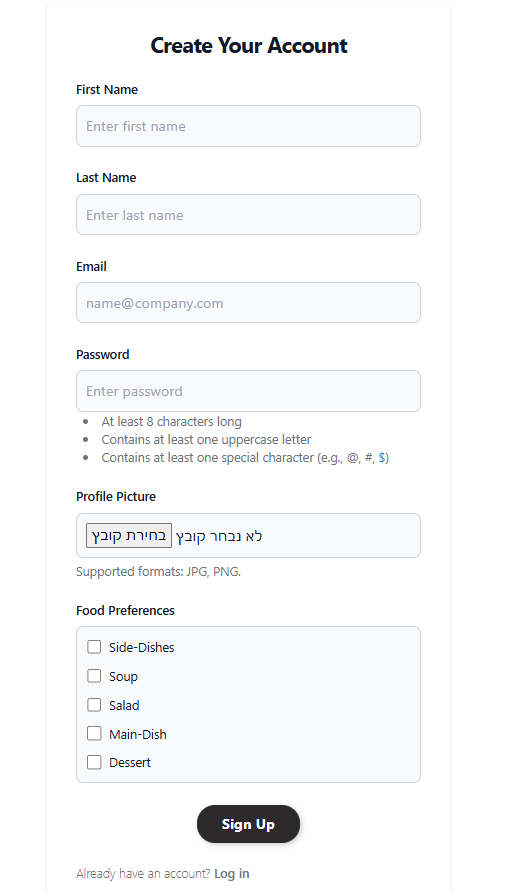 Create Your Account
First Name
Enter first name
Last Name
Enter last name
Email
name@company.com
Password
Enter password
At least 8 characters long
Contains at least one uppercase letter
Contains at least one special character (e.g., @, #, $)
Profile Picture
בחירת קובץ לא נבחר קובץ
Supported formats: JPG, PNG.
Food Preferences
Side-Dishes
Soup
Salad
Main-Dish
Dessert
Sign Up
Already have an account? Log in